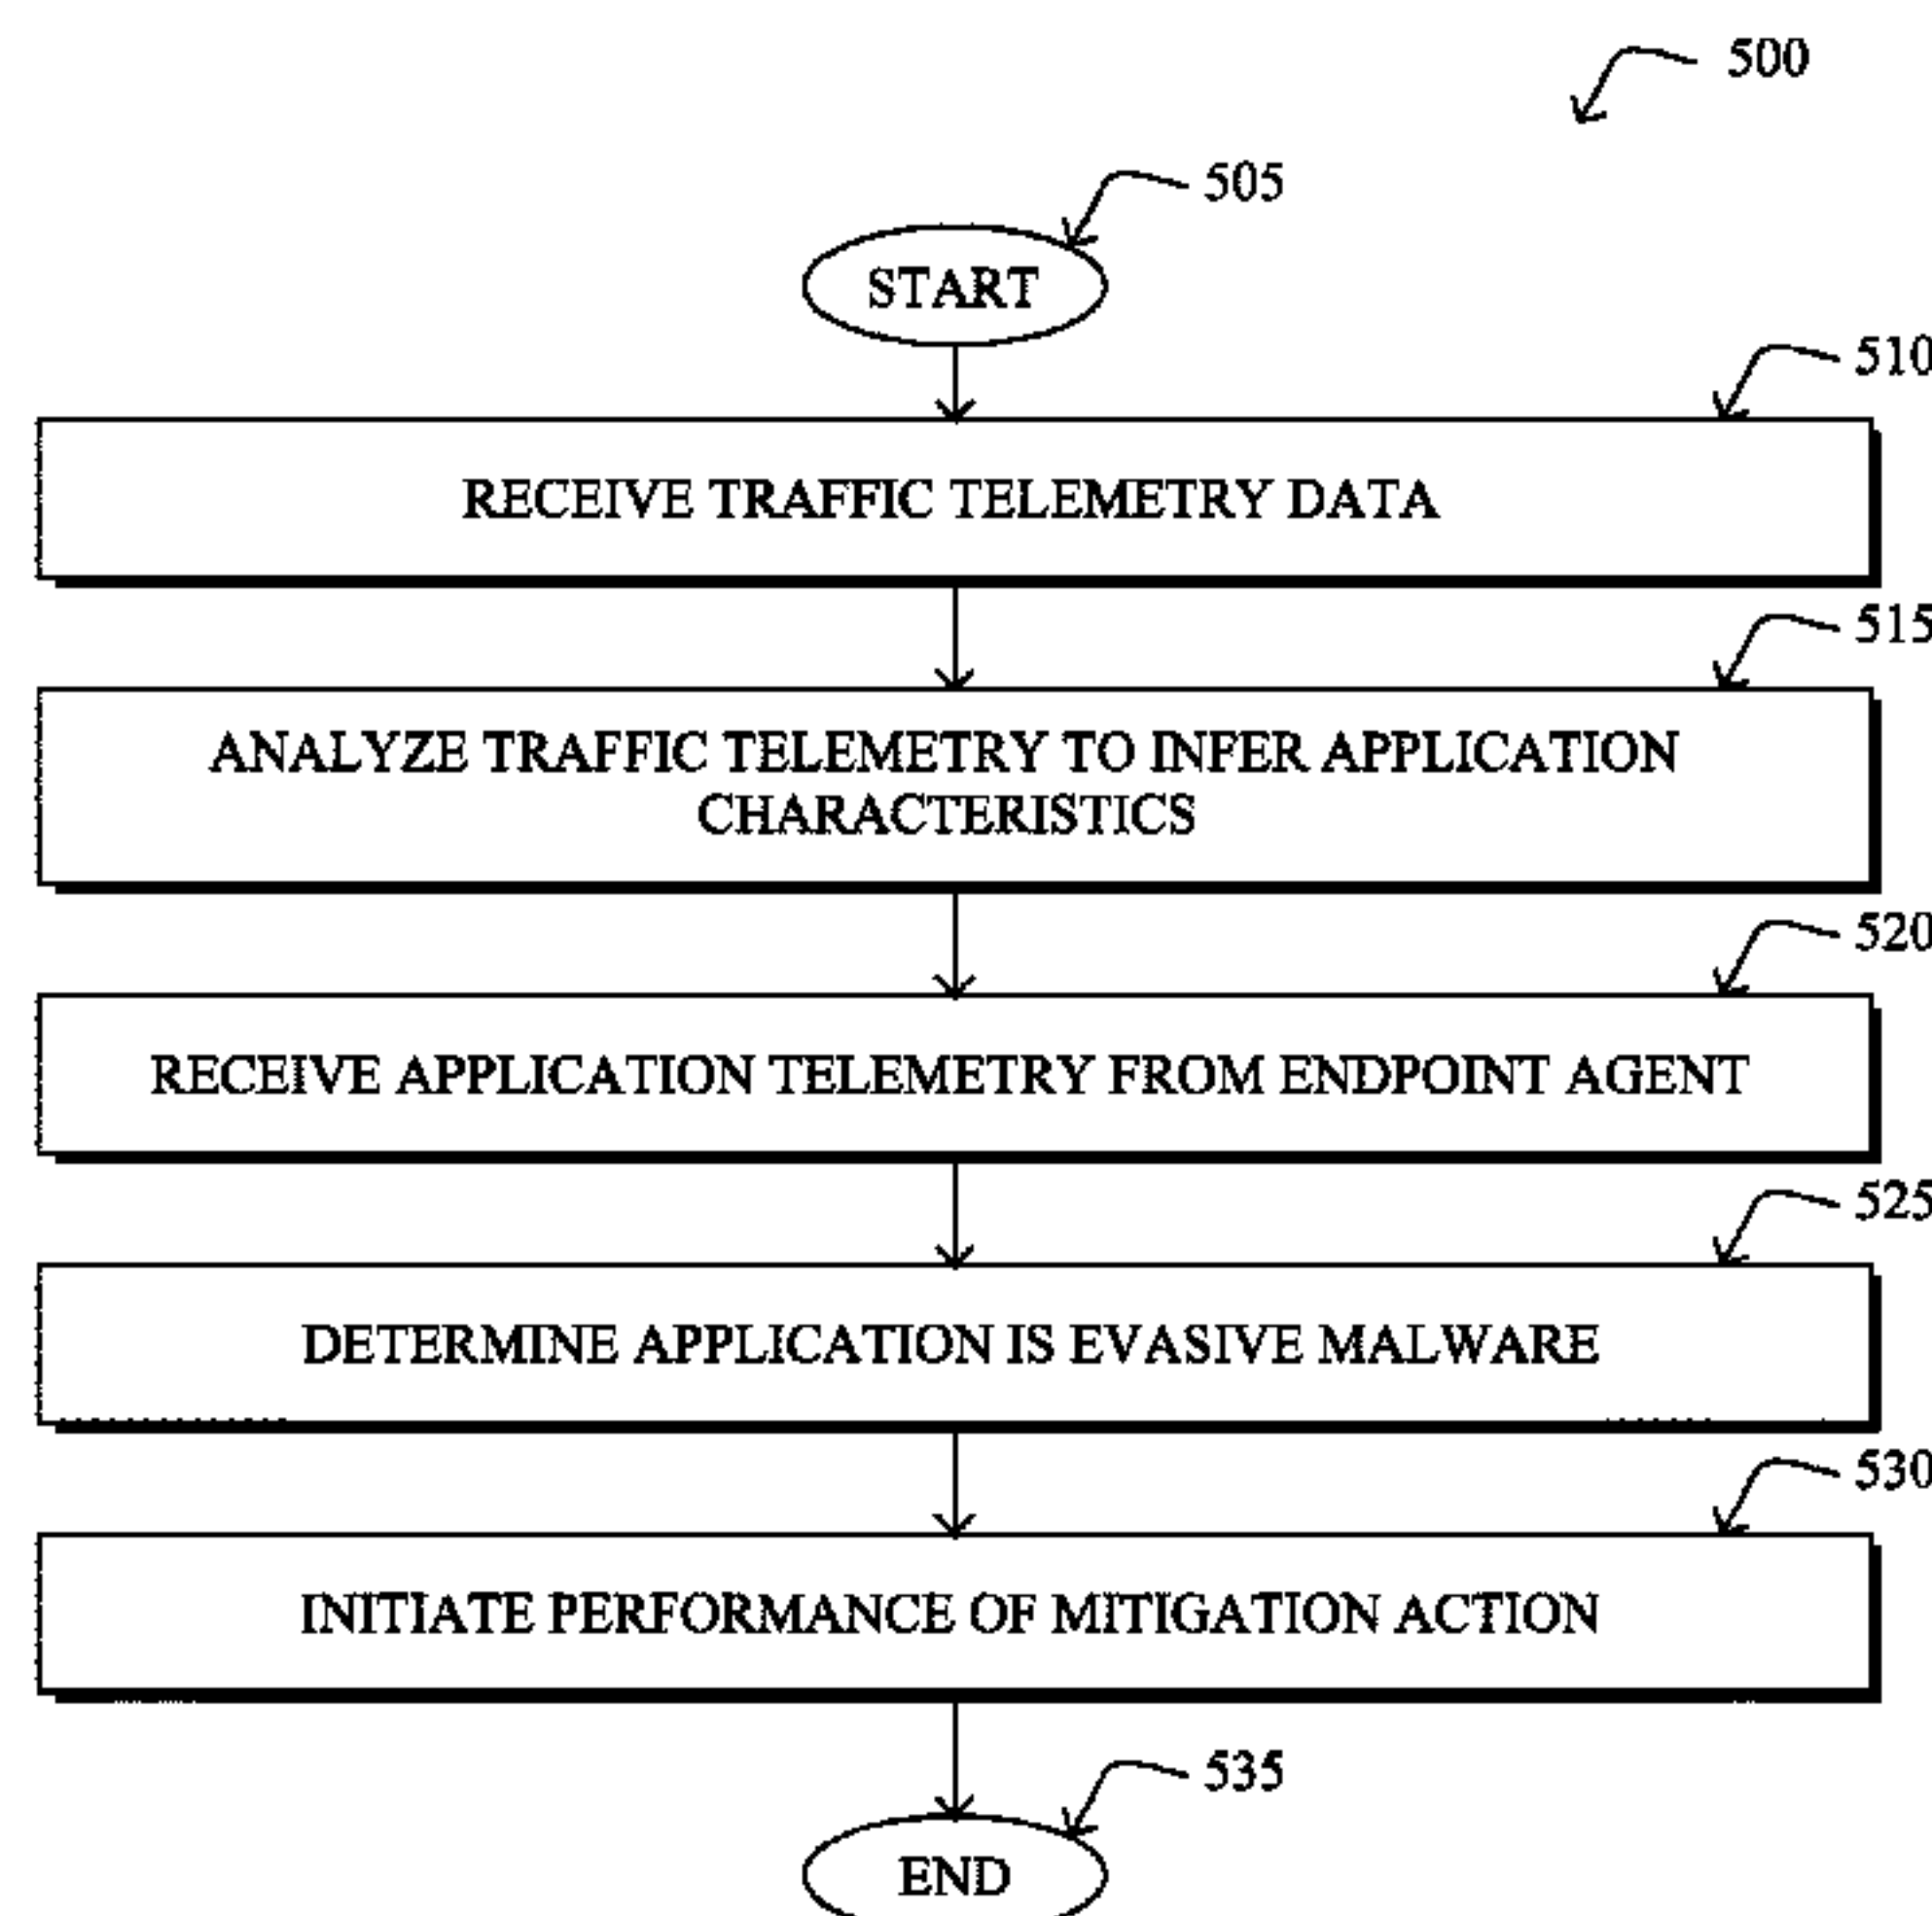 500
505
START
510
RECEIVE TRAFFIC TELEMETRY DATA
515
ANALYZE TRAFFIC TELEMETRY TO INFER APPLICATION
CHARACTERISTICS
520
RECEIVE APPLICATION TELEMETRY FROM ENDPOINT AGENT
525
DETERMINE APPLICATION IS EVASIVE MALWARE
530
INITIATE PERFORMANCE OF MITIGATION ACTION
535
END